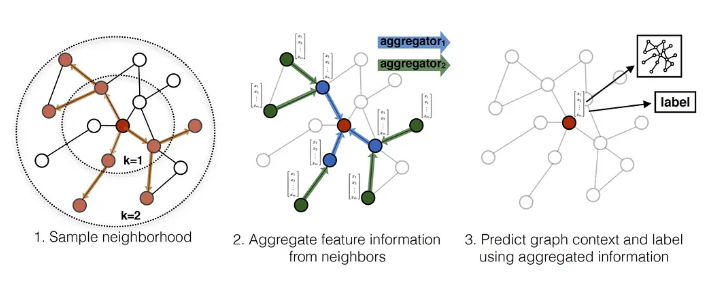 aggregator₁
aggregator₂
label
k=1
k=2
1. Sample neighborhood
2. Aggregate feature information
from neighbors
3. Predict graph context and label
using aggregated information